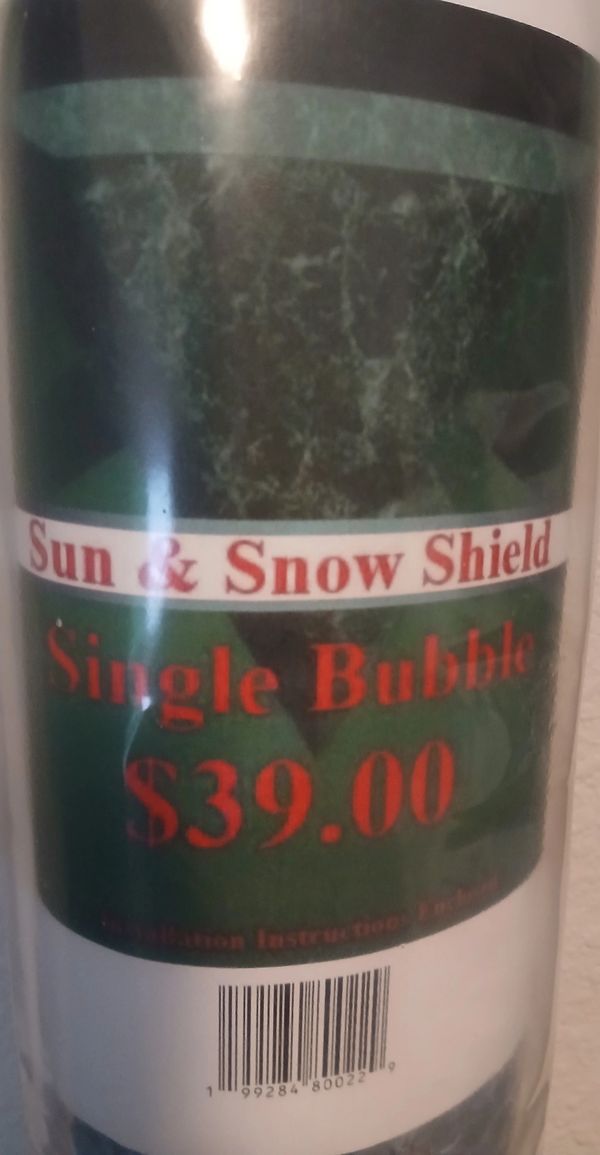 Sun & Snow Shield
Single Bubble
$39.00
Installation Instructions Enclosed
1 99284 80022 9